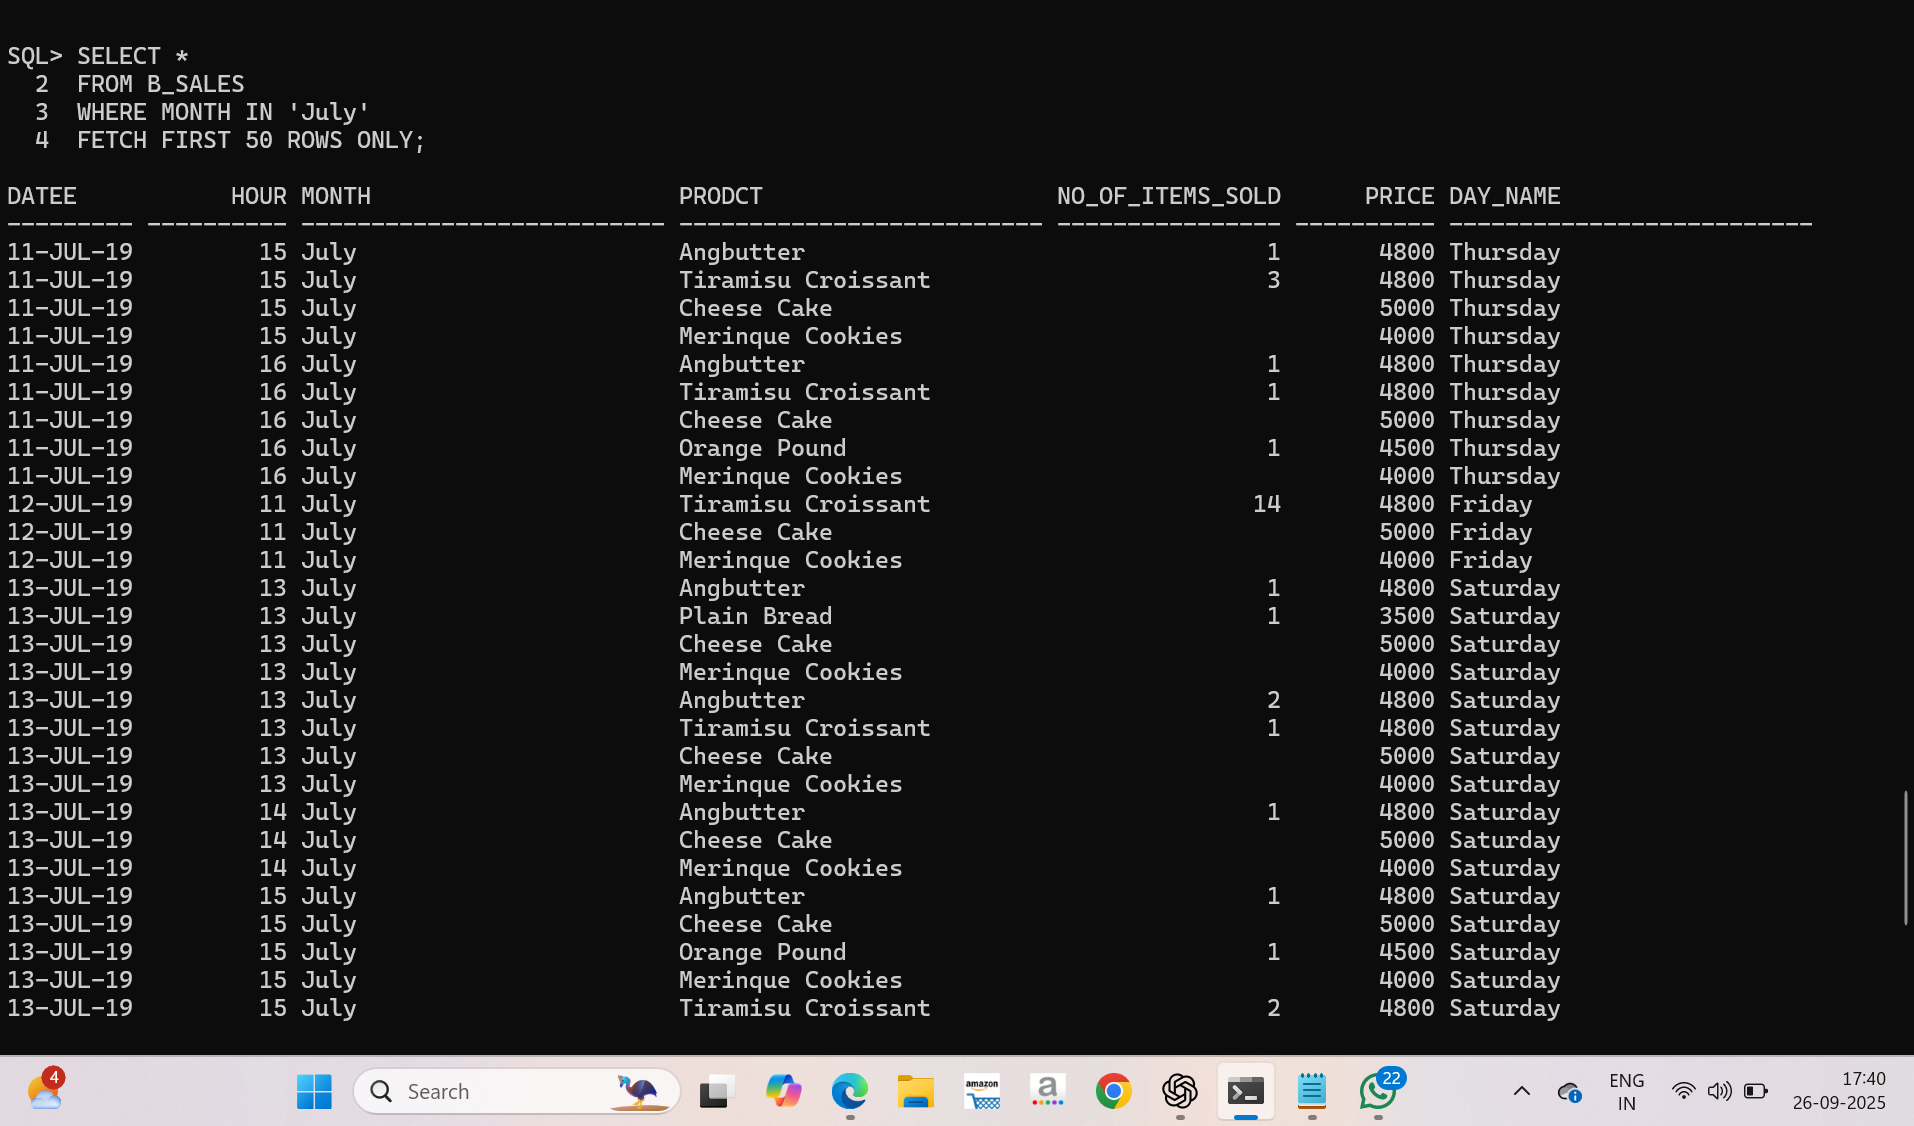 SQL> SELECT *
  2  FROM B_SALES
  3  WHERE MONTH IN 'July'
  4  FETCH FIRST 50 ROWS ONLY;

DATEE           HOUR MONTH                      PRODCT                     NO_OF_ITEMS_SOLD      PRICE DAY_NAME
--------- ---------- -------------------------- -------------------------- ---------------- ---------- --------------------------
11-JUL-19         15 July                       Angbutter                                 1       4800 Thursday
11-JUL-19         15 July                       Tiramisu Croissant                        3       4800 Thursday
11-JUL-19         15 July                       Cheese Cake                                       5000 Thursday
11-JUL-19         15 July                       Merinque Cookies                                  4000 Thursday
11-JUL-19         16 July                       Angbutter                                 1       4800 Thursday
11-JUL-19         16 July                       Tiramisu Croissant                        1       4800 Thursday
11-JUL-19         16 July                       Cheese Cake                                       5000 Thursday
11-JUL-19         16 July                       Orange Pound                              1       4500 Thursday
11-JUL-19         16 July                       Merinque Cookies                                  4000 Thursday
12-JUL-19         11 July                       Tiramisu Croissant                       14       4800 Friday
12-JUL-19         11 July                       Cheese Cake                                       5000 Friday
12-JUL-19         11 July                       Merinque Cookies                                  4000 Friday
13-JUL-19         13 July                       Angbutter                                 1       4800 Saturday
13-JUL-19         13 July                       Plain Bread                               1       3500 Saturday
13-JUL-19         13 July                       Cheese Cake                                       5000 Saturday
13-JUL-19         13 July                       Merinque Cookies                                  4000 Saturday
13-JUL-19         13 July                       Angbutter                                 2       4800 Saturday
13-JUL-19         13 July                       Tiramisu Croissant                        1       4800 Saturday
13-JUL-19         13 July                       Cheese Cake                                       5000 Saturday
13-JUL-19         13 July                       Merinque Cookies                                  4000 Saturday
13-JUL-19         14 July                       Angbutter                                 1       4800 Saturday
13-JUL-19         14 July                       Cheese Cake                                       5000 Saturday
13-JUL-19         14 July                       Merinque Cookies                                  4000 Saturday
13-JUL-19         15 July                       Angbutter                                 1       4800 Saturday
13-JUL-19         15 July                       Cheese Cake                                       5000 Saturday
13-JUL-19         15 July                       Orange Pound                              1       4500 Saturday
13-JUL-19         15 July                       Merinque Cookies                                  4000 Saturday
13-JUL-19         15 July                       Tiramisu Croissant                        2       4800 Saturday
4
Search
amazon
a
22
ENG
IN
17:40
26-09-2025